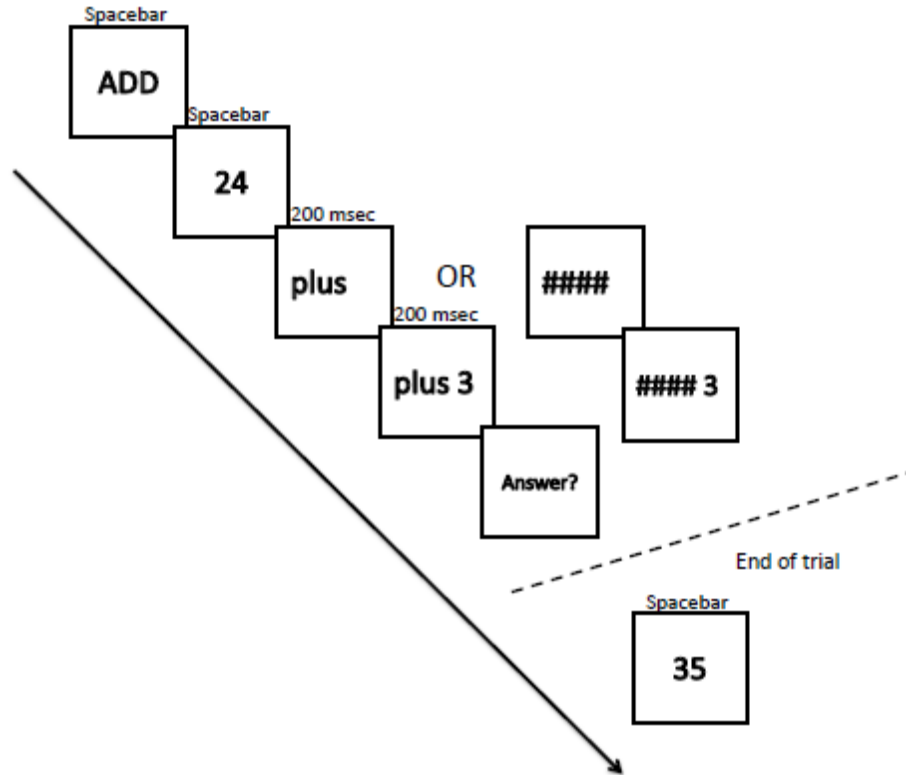 Spacebar
ADD
Spacebar
24
200 msec
plus
OR
####
200 msec
plus 3
#### 3
Answer?
End of trial
Spacebar
35